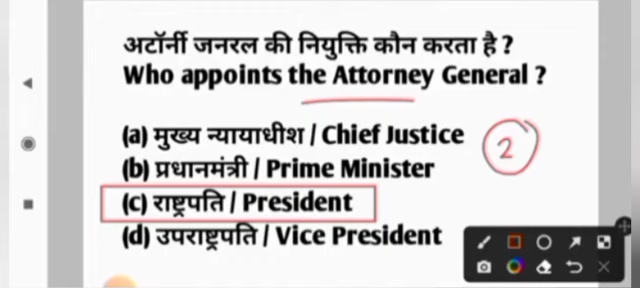 अटॉर्नी जनरल की नियुक्ति कौन करता है ?
Who appoints the Attorney General ?
(a) मुख्य न्यायाधीश / Chief Justice
2
(b) प्रधानमंत्री / Prime Minister
(c) राष्ट्रपति / President
(d) उपराष्ट्रपति / Vice President